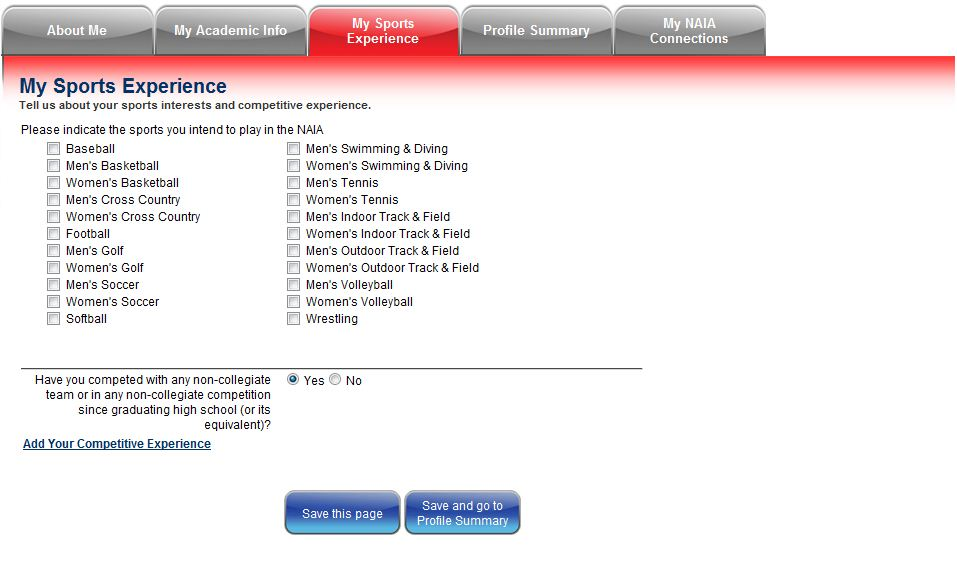 About Me
My Academic Info
My Sports
Experience
Profile Summary
My NAIA
Connections
My Sports Experience
Tell us about your sports interests and competitive experience.
Please indicate the sports you intend to play in the NAIA
Baseball
Men's Basketball
Women's Basketball
Men's Cross Country
Women's Cross Country
Football
Men's Golf
Women's Golf
Men's Soccer
Women's Soccer
Softball
Men's Swimming & Diving
Women's Swimming & Diving
Men's Tennis
Women's Tennis
Men's Indoor Track & Field
Women's Indoor Track & Field
Men's Outdoor Track & Field
Women's Outdoor Track & Field
Men's Volleyball
Women's Volleyball
Wrestling
Have you competed with any non-collegiate
team or in any non-collegiate competition
since graduating high school (or its
equivalent)?
Yes No
Add Your Competitive Experience
Save this page
Save and go to
Profile Summary